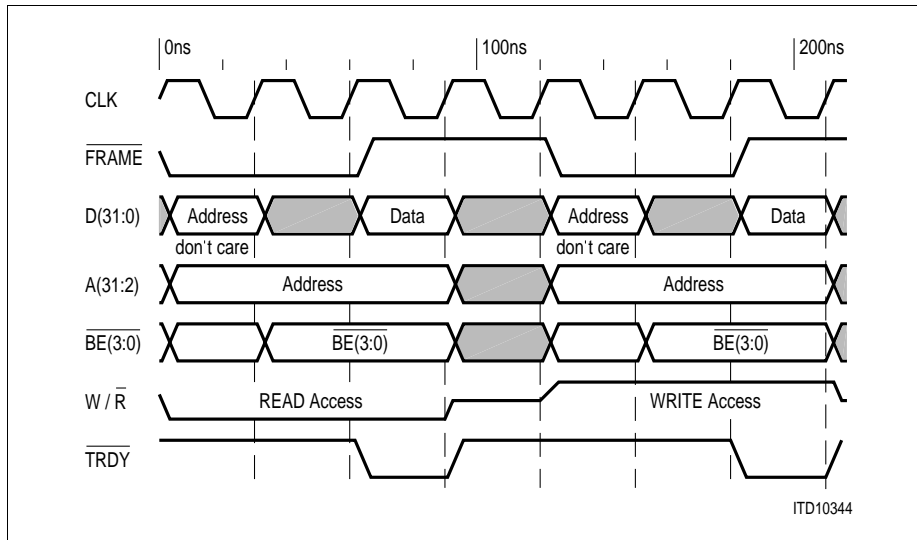 0ns 100ns 200ns
CLK
FRAME
D(31:0) Address Data Address Data
don't care don't care
A(31:2) Address Address
BE(3:0) BE(3:0) BE(3:0)
W / R READ Access WRITE Access
TRDY
ITD10344